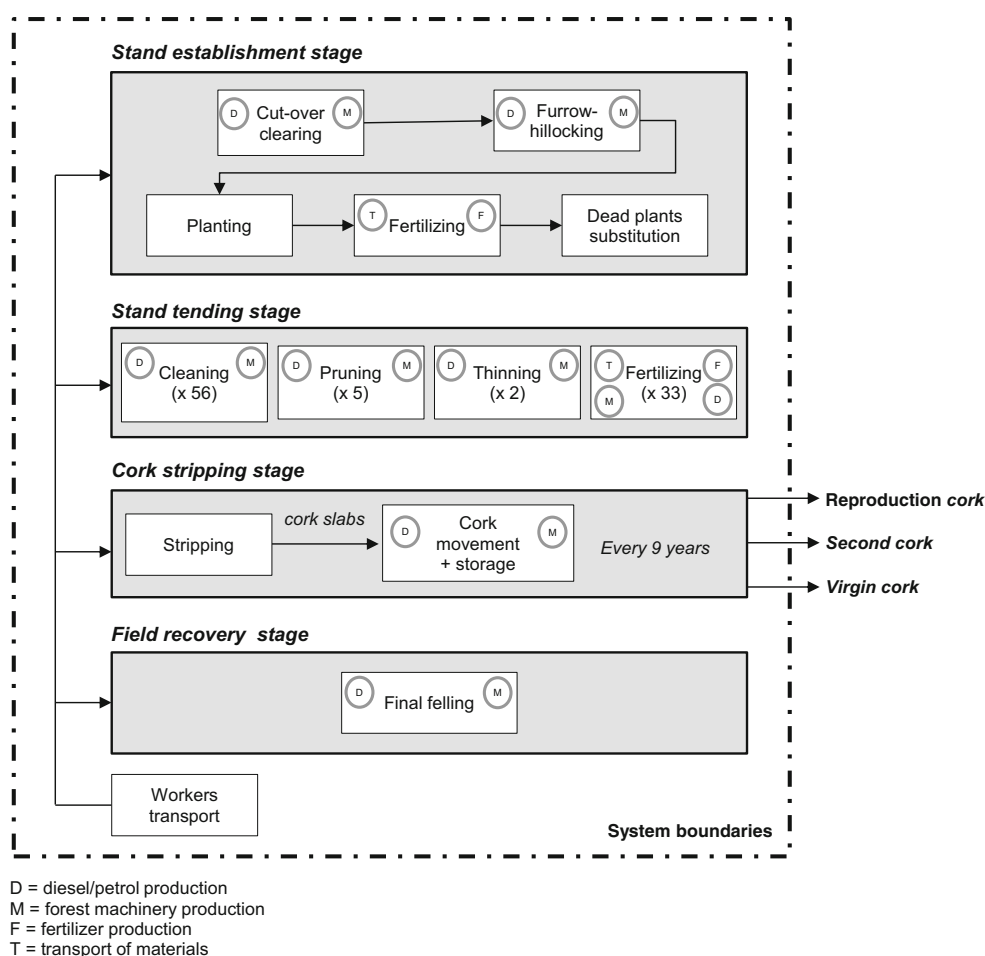 Stand establishment stage
D Cut-over M
clearing
D Furrow- M
hillocking
Planting
T Fertilizing F
Dead plants
substitution
Stand tending stage
D Cleaning M
(x 56)
D Pruning M
(x 5)
D Thinning M
(x 2)
T Fertilizing F
M (x 33) D
Cork stripping stage
Stripping
cork slabs
D Cork M
movement
+ storage
Every 9 years
Reproduction cork
Second cork
Virgin cork
Field recovery stage
D Final felling M
Workers
transport
System boundaries
D = diesel/petrol production
M = forest machinery production
F = fertilizer production
T = transport of materials